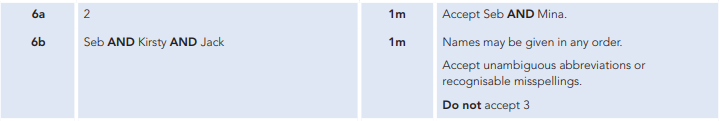 6a 2 1m Accept Seb AND Mina.
6b Seb AND Kirsty AND Jack 1m Names may be given in any order.
Accept unambiguous abbreviations or
recognisable misspellings.
Do not accept 3